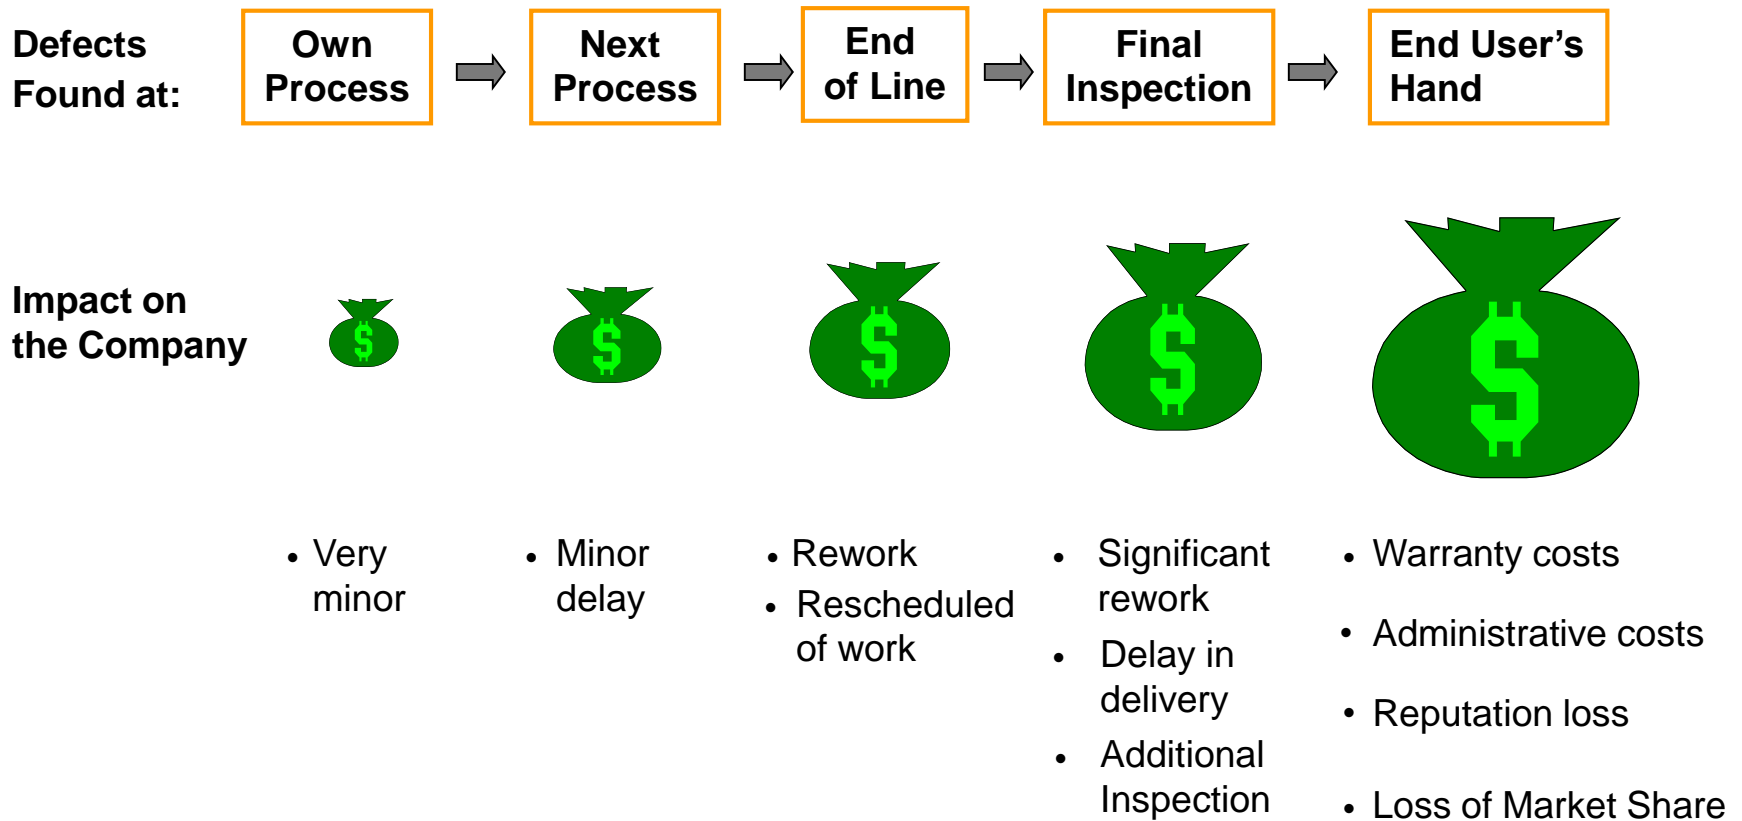 Defects
Found at:
Own
Process
Next
Process
End
of Line
Final
Inspection
End User’s
Hand
Impact on
the Company
$
$
$
$
$
• Very
minor
• Minor
delay
• Rework
• Rescheduled
of work
• Significant
rework
• Delay in
delivery
• Additional
Inspection
• Warranty costs
• Administrative costs
• Reputation loss
• Loss of Market Share